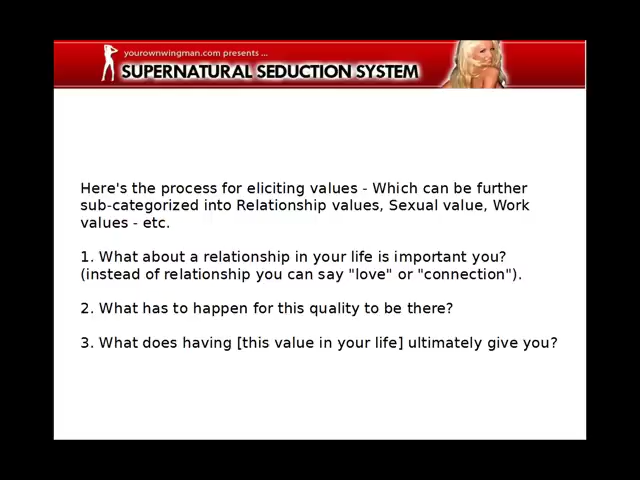 yourownwingman.com presents ...
SUPERNATURAL SEDUCTION SYSTEM
Here's the process for eliciting values - Which can be further
sub-categorized into Relationship values, Sexual value, Work
values - etc.
1. What about a relationship in your life is important you?
(instead of relationship you can say "love" or "connection").
2. What has to happen for this quality to be there?
3. What does having [this value in your life] ultimately give you?